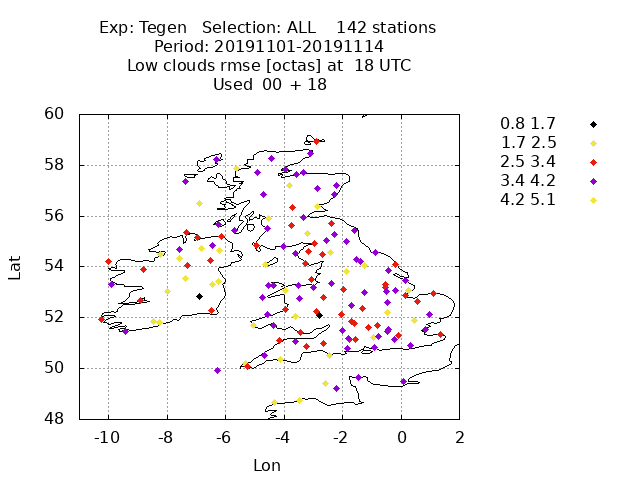 Exp: Tegen Selection: ALL 142 stations
Period: 20191101-20191114
Low clouds rmse [octas] at 18 UTC
Used 00 + 18
60
58
56
54
52
50
48
Lat
-10 -8 -6 -4 -2 0 2
Lon
0.8 1.7
1.7 2.5
2.5 3.4
3.4 4.2
4.2 5.1